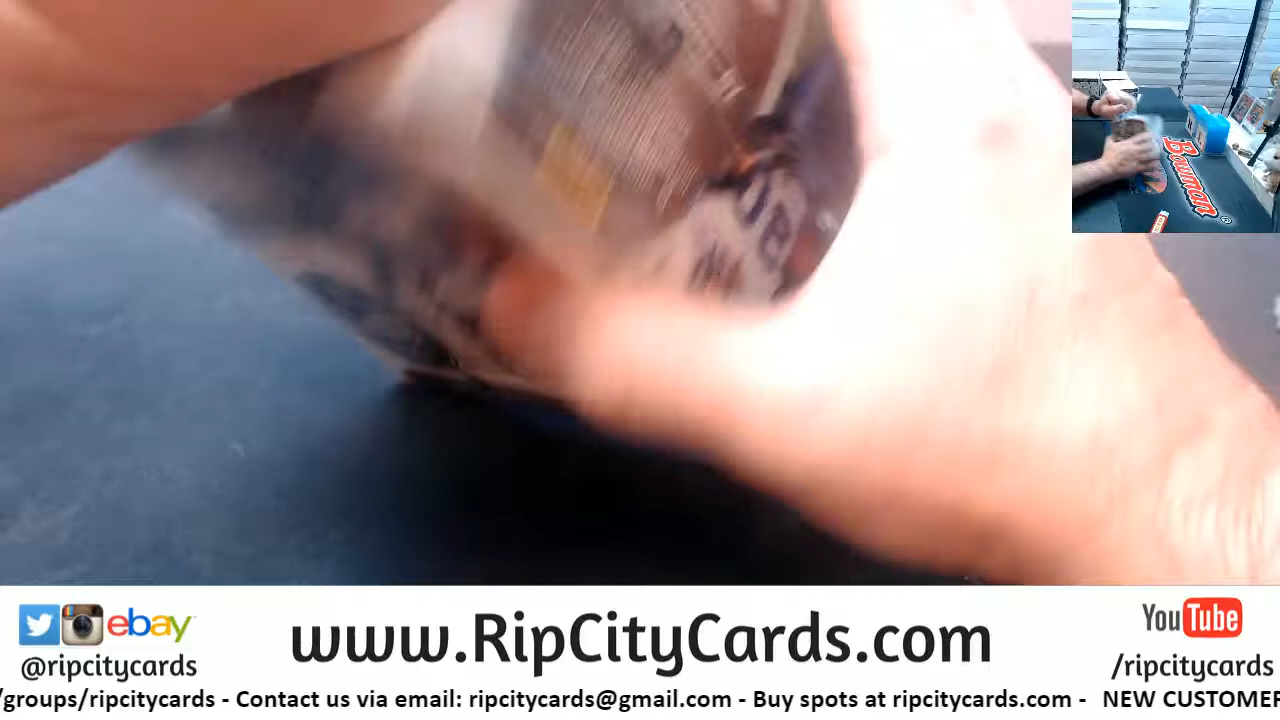 Bowman
ebay
@ripcitycards
www.RipCityCards.com
YouTube
/ripcitycards
/groups/ripcitycards - Contact us via email: ripcitycards@gmail.com - Buy spots at ripcitycards.com - NEW CUSTOMER